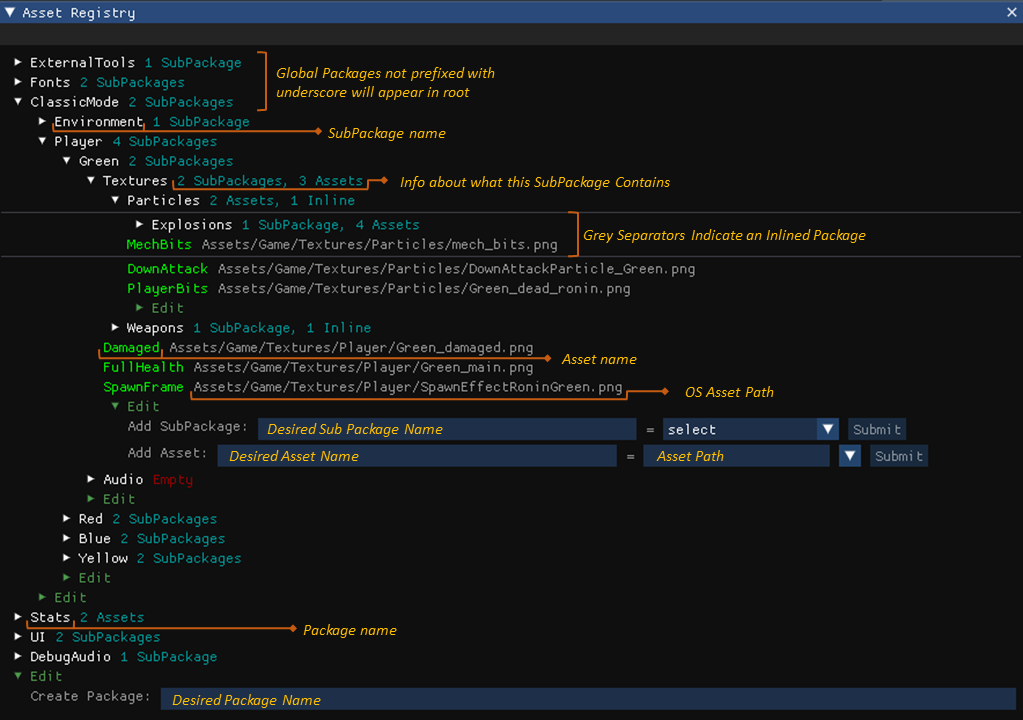 Asset Registry
ExternalTools 1 SubPackage
Fonts 2 SubPackages
Global Packages not prefixed with
underscore will appear in root
ClassicMode 2 SubPackages
Environment 1 SubPackage
SubPackage name
Player 4 SubPackages
Green 2 SubPackages
Textures 2 SubPackages, 3 Assets
Info about what this SubPackage Contains
Particles 2 Assets, 1 Inline
Explosions 1 SubPackage, 4 Assets
MechBits Assets/Game/Textures/Particles/mech_bits.png
Grey Separators Indicate an Inlined Package
DownAttack Assets/Game/Textures/Particles/DownAttackParticle_Green.png
PlayerBits Assets/Game/Textures/Particles/Green_dead_ronin.png
Edit
Weapons 1 SubPackage, 1 Inline
Damaged Assets/Game/Textures/Player/Green_damaged.png
Asset name
FullHealth Assets/Game/Textures/Player/Green_main.png
SpawnFrame Assets/Game/Textures/Player/SpawnEffectRoninGreen.png
OS Asset Path
Edit
Add SubPackage: Desired Sub Package Name = select Submit
Add Asset: Desired Asset Name = Asset Path Submit
Audio Empty
Edit
Red 2 SubPackages
Blue 2 SubPackages
Yellow 2 SubPackages
Edit
Edit
Stats 2 Assets
Package name
UI 2 SubPackages
DebugAudio 1 SubPackage
Edit
Create Package: Desired Package Name